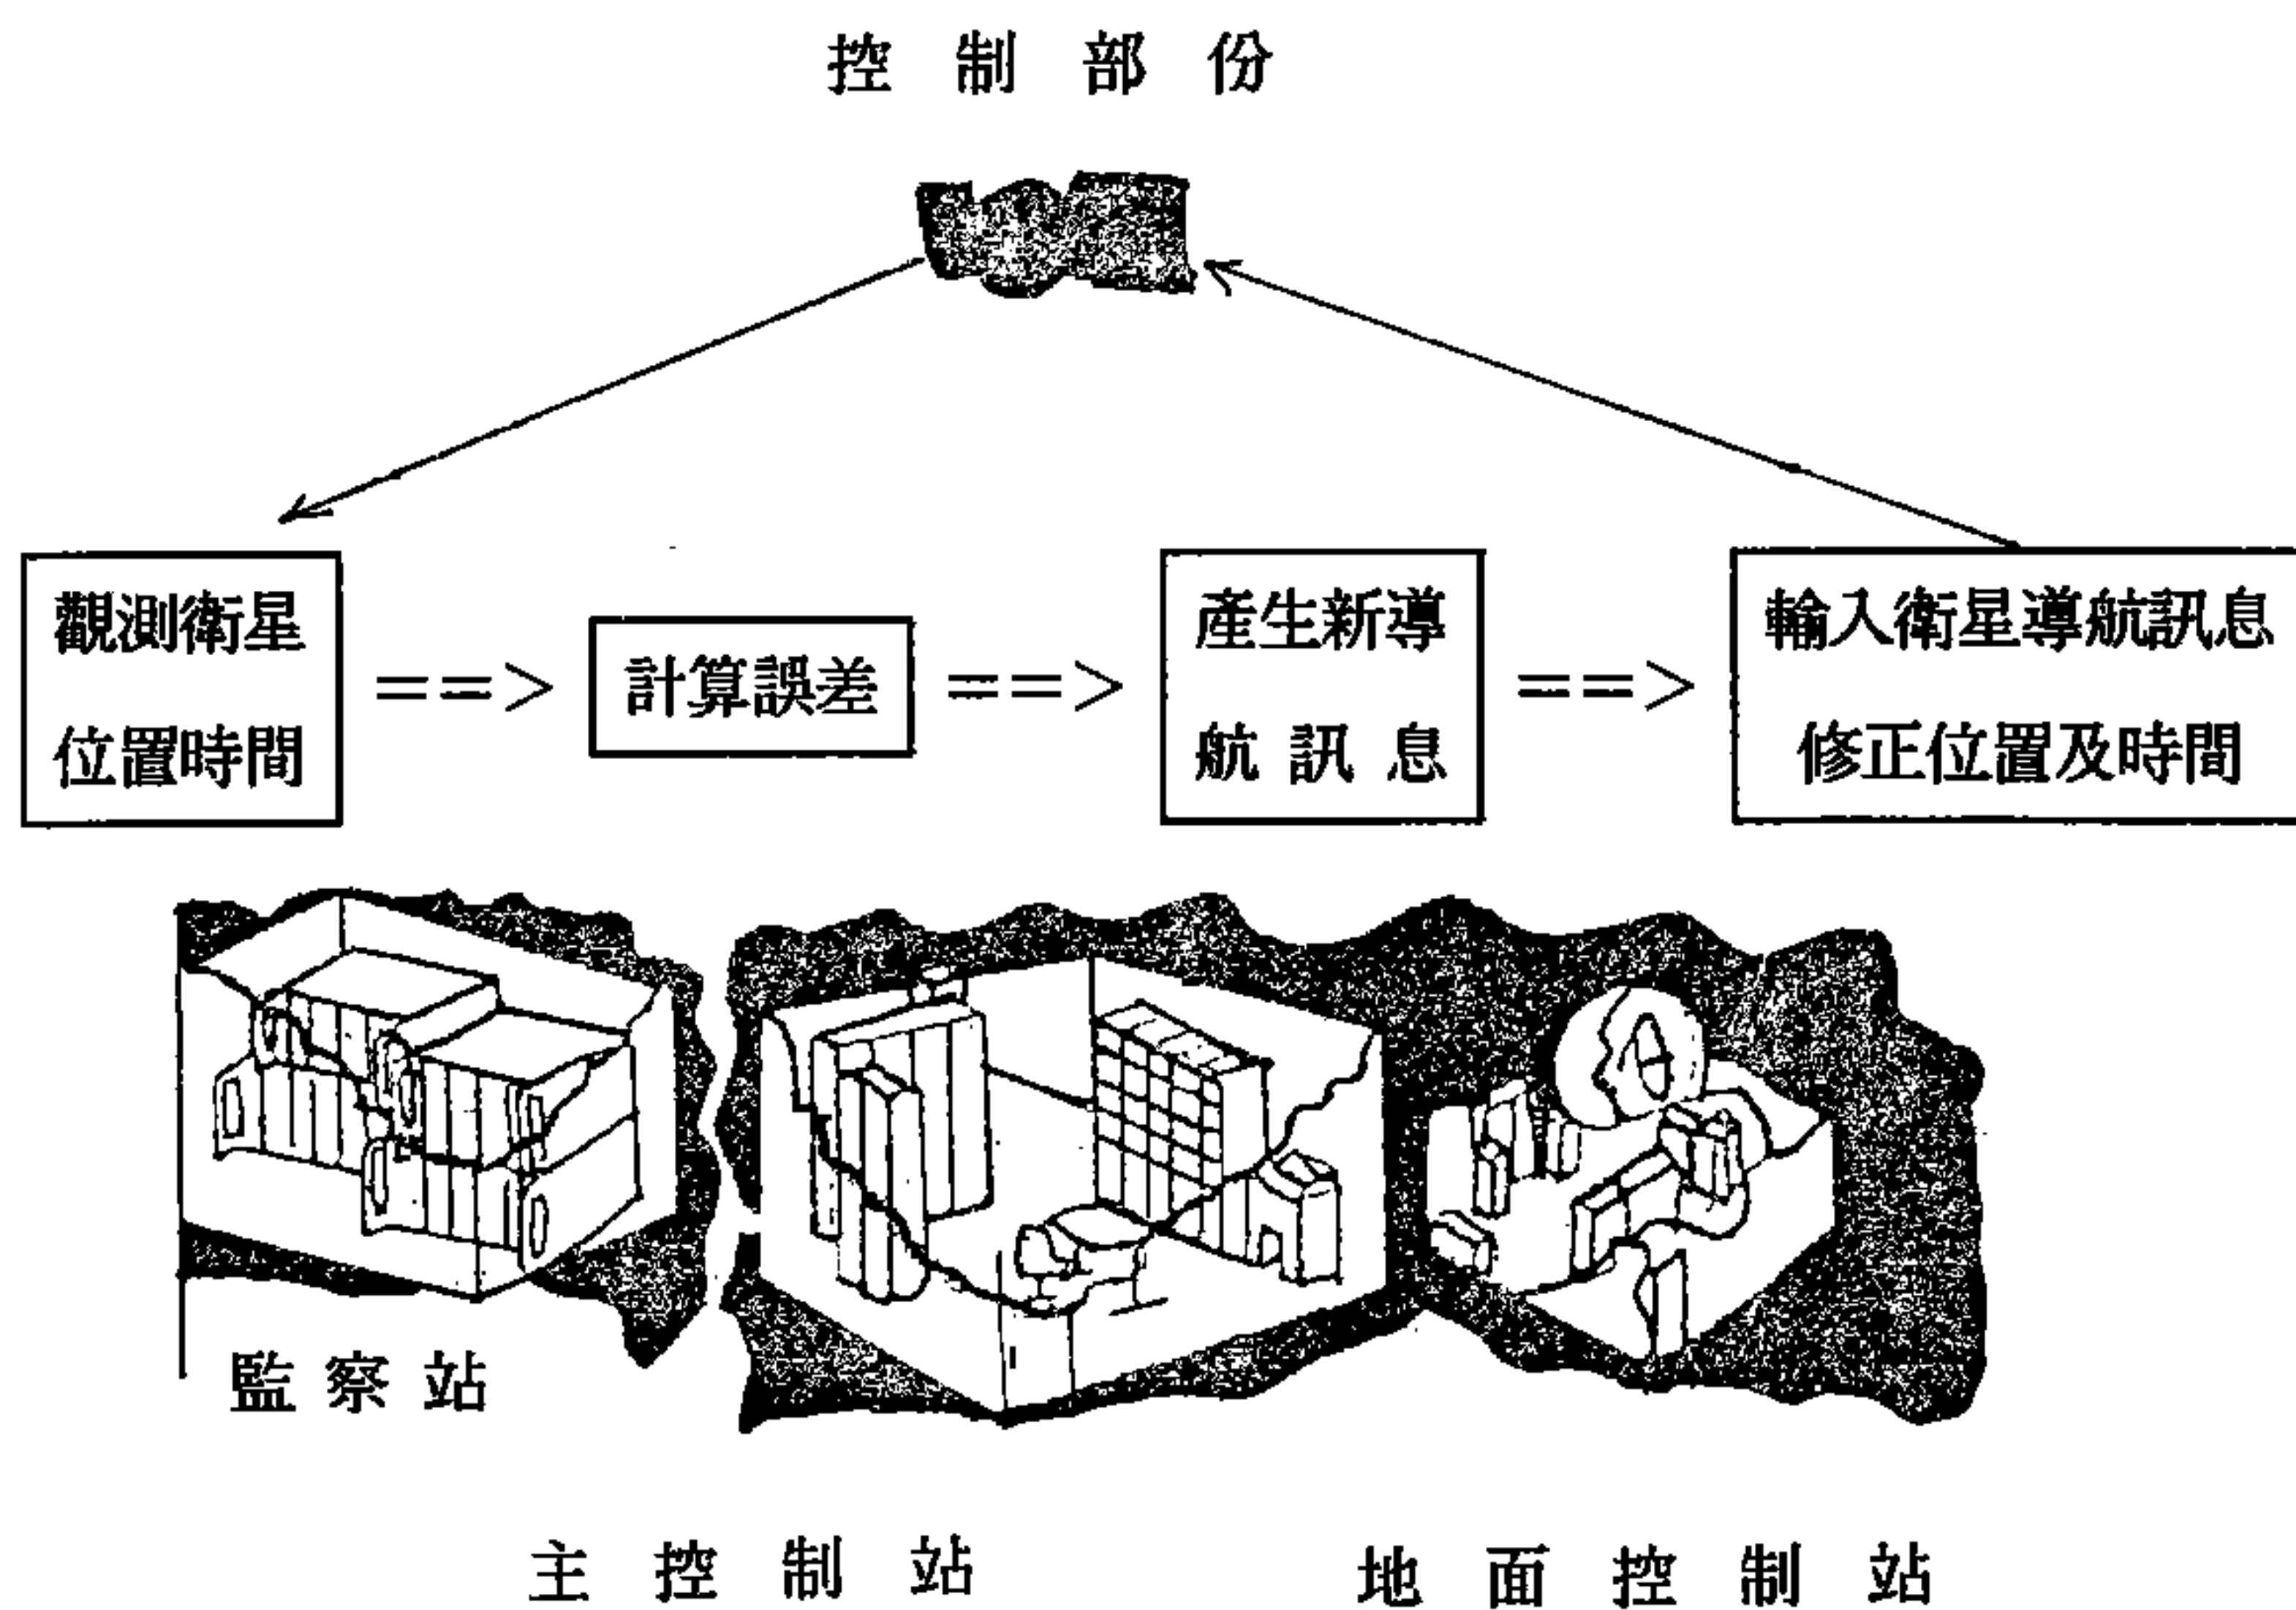 控制部份
觀測衛星
位置時間
==>
計算誤差
==>
產生新導
航訊息
==>
輸入衛星導航訊息
修正位置及時間
監察站
主控制站
地面控制站